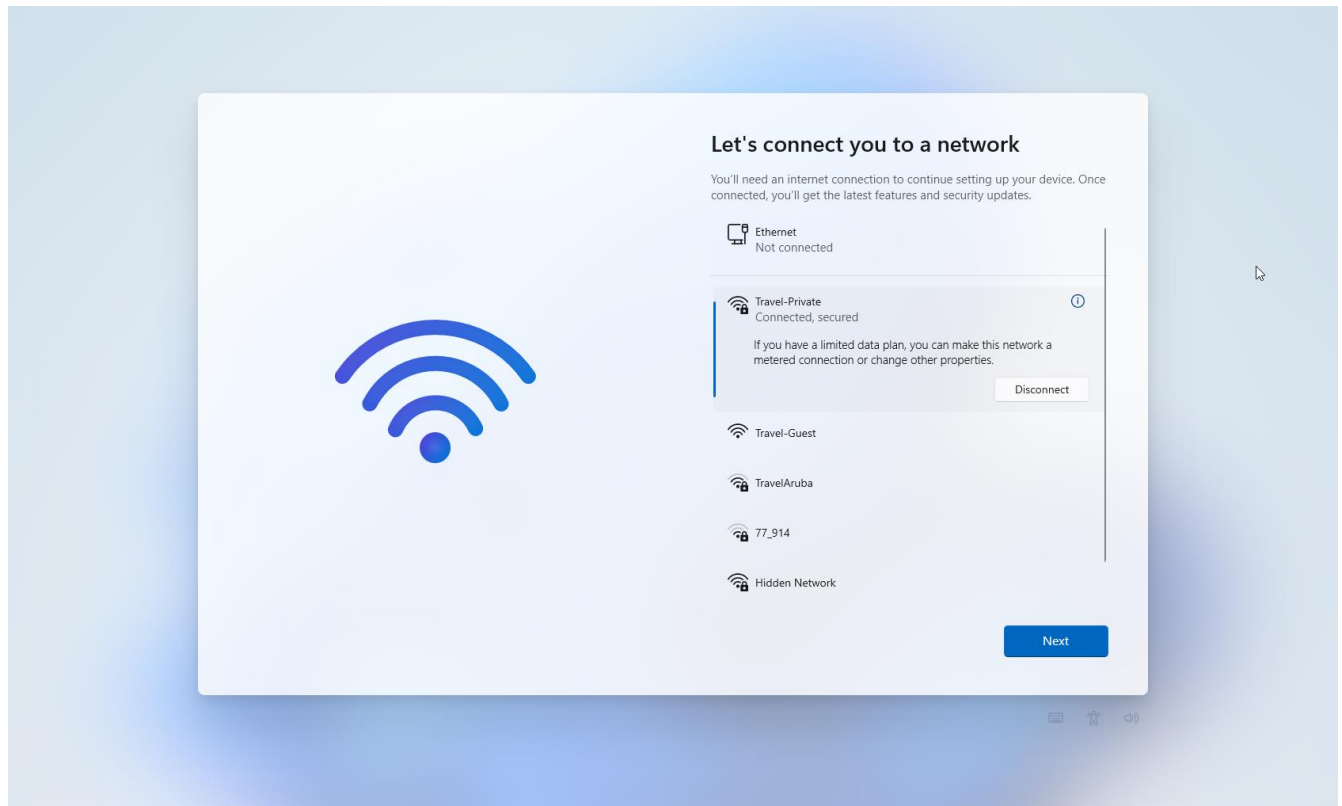 Let's connect you to a network
You'll need an internet connection to continue setting up your device. Once
connected, you'll get the latest features and security updates.
Ethernet
Not connected
Travel-Private
Connected, secured
If you have a limited data plan, you can make this network a
metered connection or change other properties.
Disconnect
Travel-Guest
TravelAruba
77_914
Hidden Network
Next